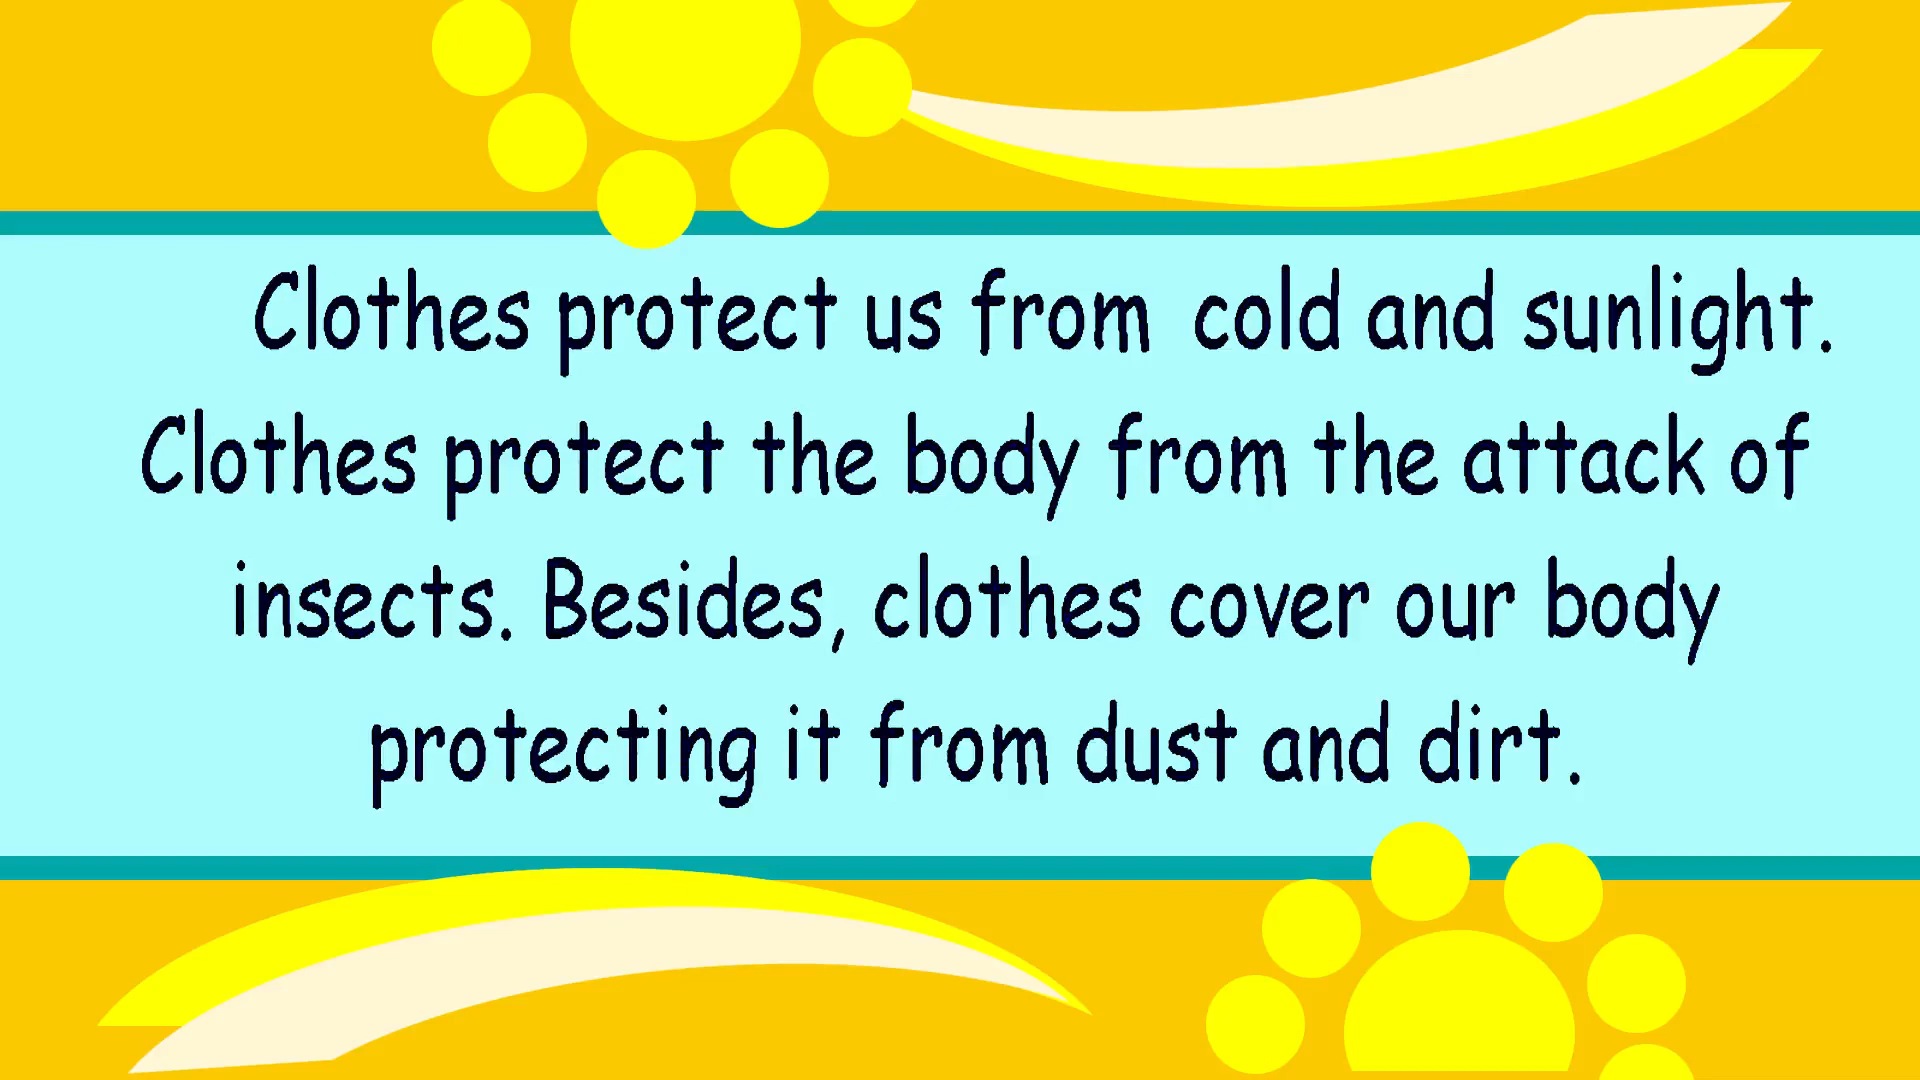 Clothes protect us from cold and sunlight.
Clothes protect the body from the attack of
insects. Besides, clothes cover our body
protecting it from dust and dirt.